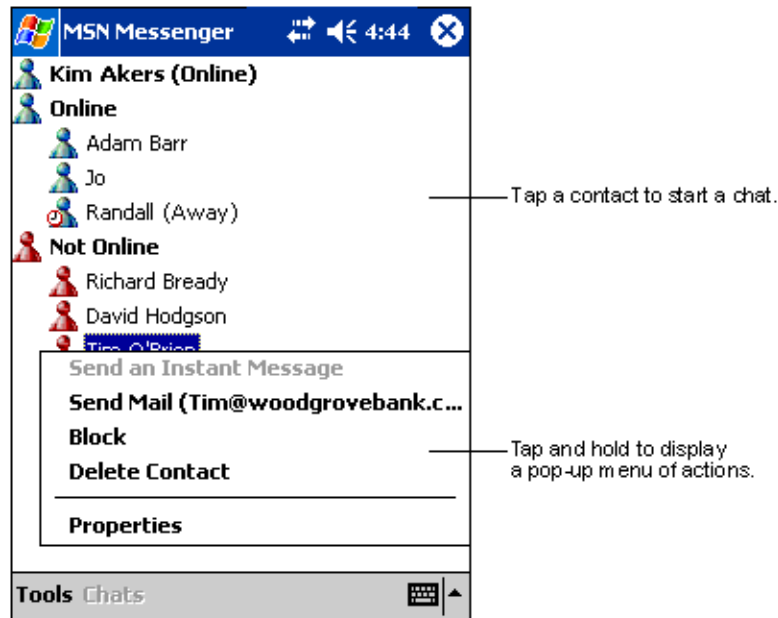 MSN Messenger 4:44
Kim Akers (Online)
Online
Adam Barr
Jo
Randall (Away)
Tap a contact to start a chat.
Not Online
Richard Bready
David Hodgson
Tim O'Brien
Send an Instant Message
Send Mail (Tim@woodgrovebank.c...
Block
Delete Contact
Tap and hold to display
a pop-up menu of actions.
Properties
Tools Chats